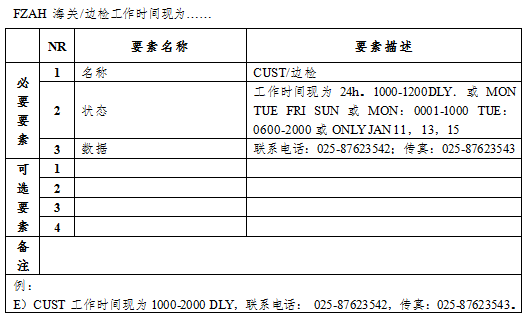 FZAH 海关/边检工作时间现为……
NR 要素名称 要素描述
必要要素
1 名称 CUST/边检
2 状态 工作时间现为 24h。1000-1200DLY. 或 MON
TUE FRI SUN 或 MON: 0001-1000 TUE:
0600-2000 或 ONLY JAN 11, 13, 15
3 数据 联系电话: 025-87623542; 传真: 025-87623543
可选要素
1
2
3
4
备注
例:
E) CUST 工作时间现为 1000-2000 DLY, 联系电话: 025-87623542, 传真: 025-87623543。